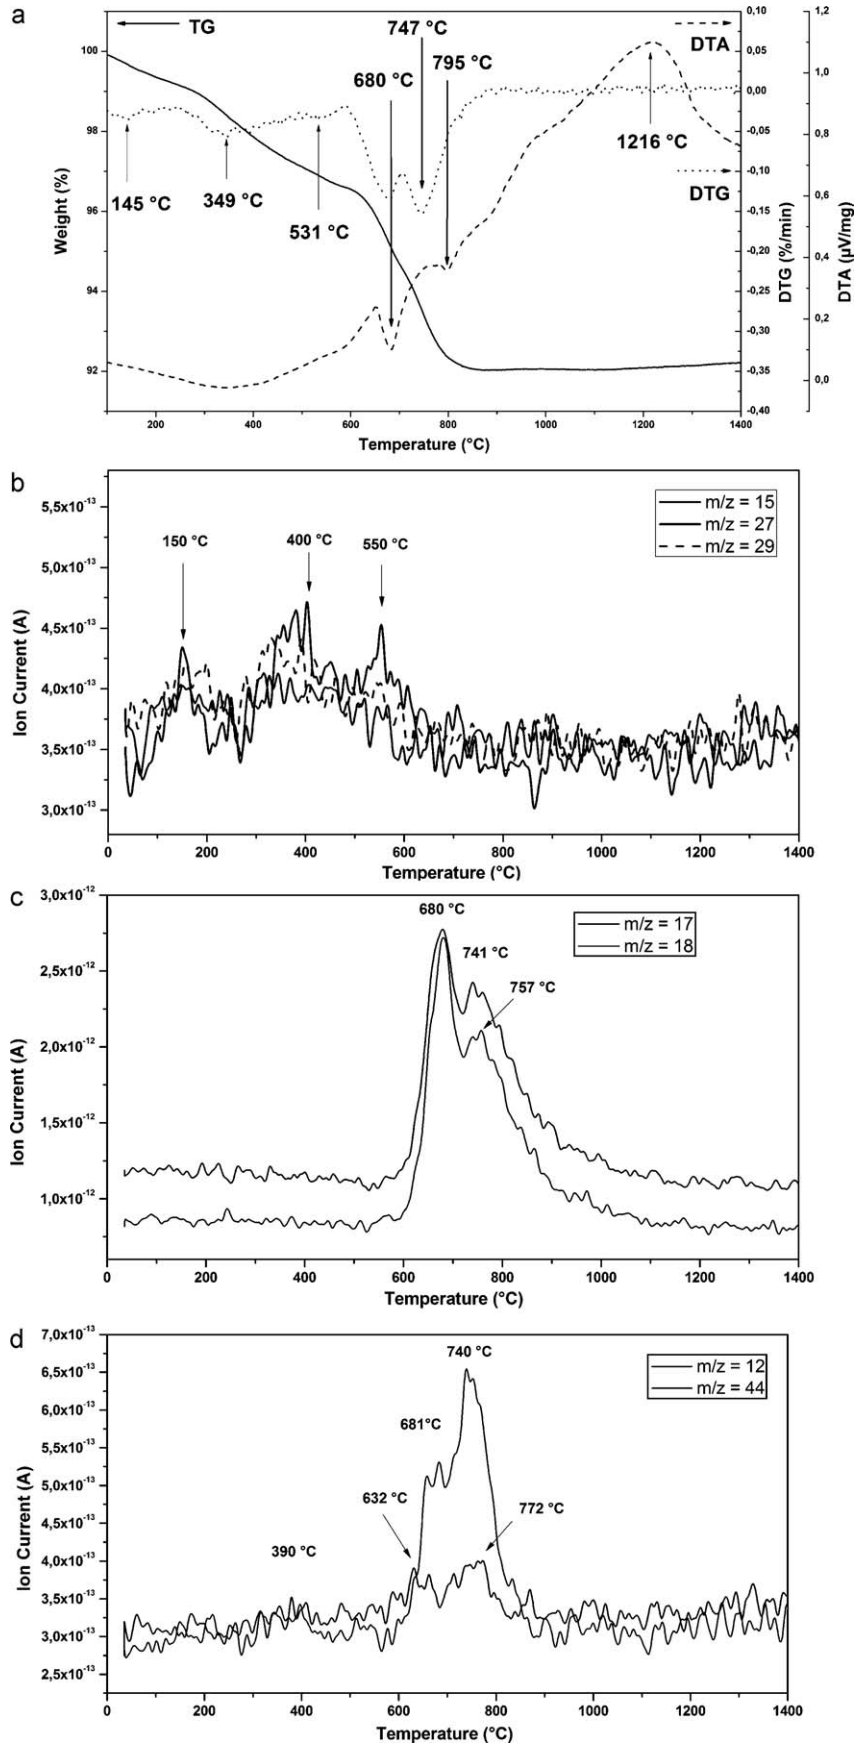 a
TG
747 °C
DTA
680 °C
795 °C
1216 °C
145 °C
349 °C
531 °C
DTG
100
98
96
94
92
Weight (%)
0,10
0,05
0,00
-0,05
-0,10
-0,15
-0,20
-0,25
-0,30
-0,35
-0,40
DTG (%/min)
1,2
1,0
0,8
0,6
0,4
0,2
0,0
DTA (µV/mg)
200 400 600 800 1000 1200 1400
Temperature (°C)
b
5,5x10⁻¹³
5,0x10⁻¹³
4,5x10⁻¹³
4,0x10⁻¹³
3,5x10⁻¹³
3,0x10⁻¹³
Ion Current (A)
150 °C
400 °C
550 °C
m/z = 15
m/z = 27
m/z = 29
0 200 400 600 800 1000 1200 1400
Temperature (°C)
c
3,0x10⁻¹²
2,5x10⁻¹²
2,0x10⁻¹²
1,5x10⁻¹²
1,0x10⁻¹²
Ion Current (A)
680 °C
741 °C
757 °C
m/z = 17
m/z = 18
0 200 400 600 800 1000 1200 1400
Temperature (°C)
d
7,0x10⁻¹³
6,5x10⁻¹³
6,0x10⁻¹³
5,5x10⁻¹³
5,0x10⁻¹³
4,5x10⁻¹³
4,0x10⁻¹³
3,5x10⁻¹³
3,0x10⁻¹³
2,5x10⁻¹³
Ion Current (A)
740 °C
681°C
632 °C
772 °C
390 °C
m/z = 12
m/z = 44
0 200 400 600 800 1000 1200 1400
Temperature (°C)